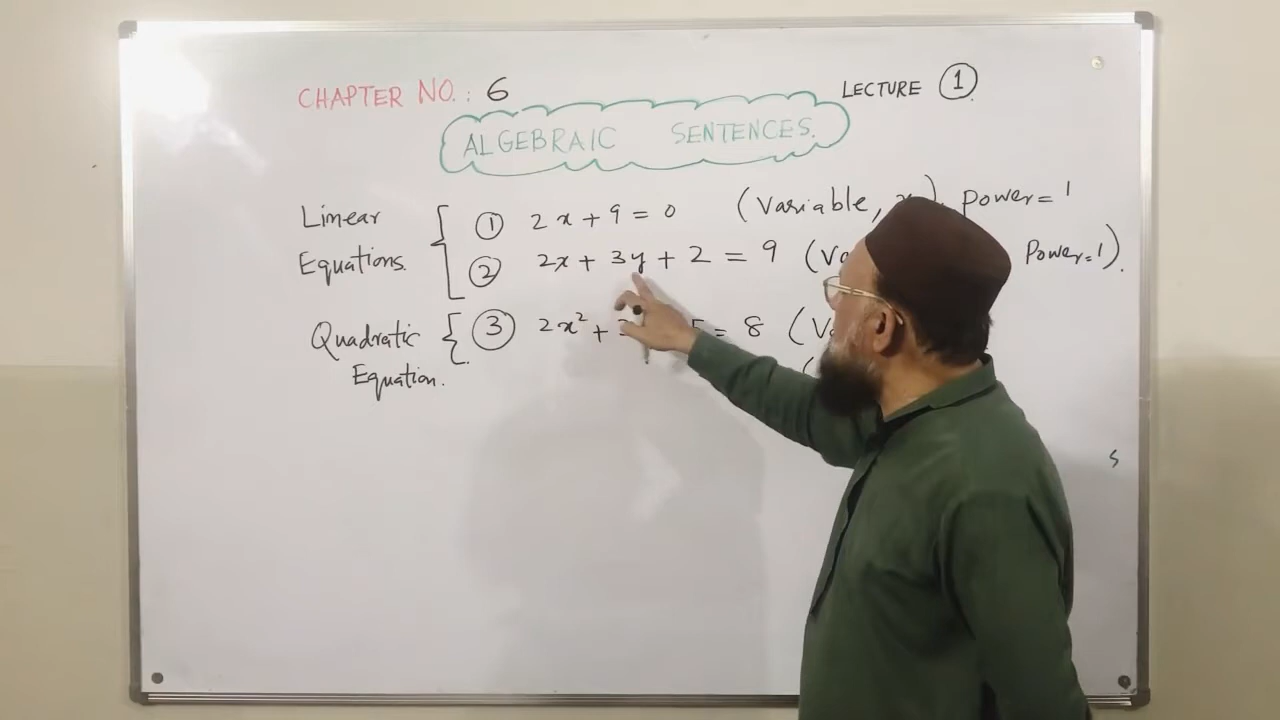 CHAPTER NO.: 6
LECTURE 1.
ALGEBRAIC SENTENCES.
Linear Equations.
1 2x + 9 = 0 (Variable, power = 1
2 2x + 3y + 2 = 9 Power = 1).
Quadratic Equation.
3 2x² + = 8